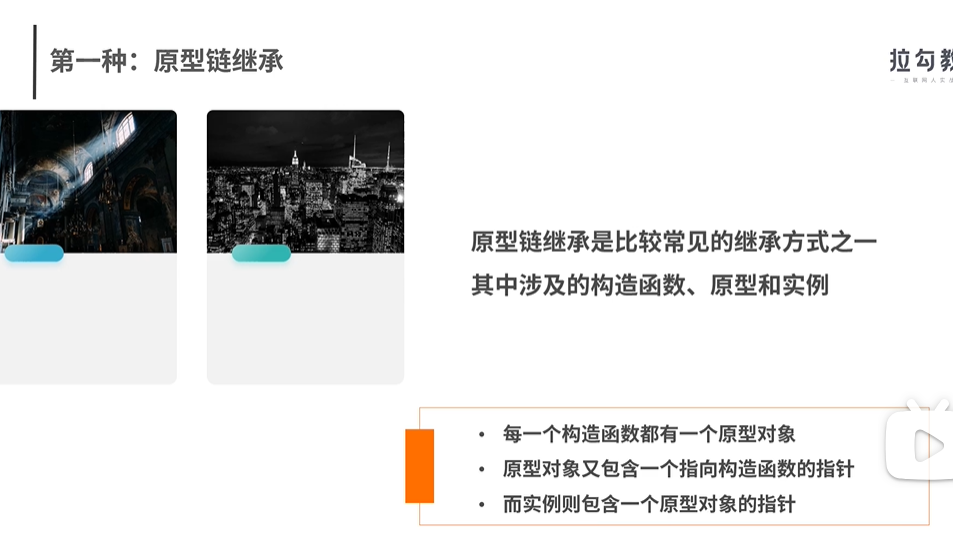 第一种：原型链继承
拉勾教
原型链继承是比较常见的继承方式之一
其中涉及的构造函数、原型和实例
• 每一个构造函数都有一个原型对象
• 原型对象又包含一个指向构造函数的指针
• 而实例则包含一个原型对象的指针